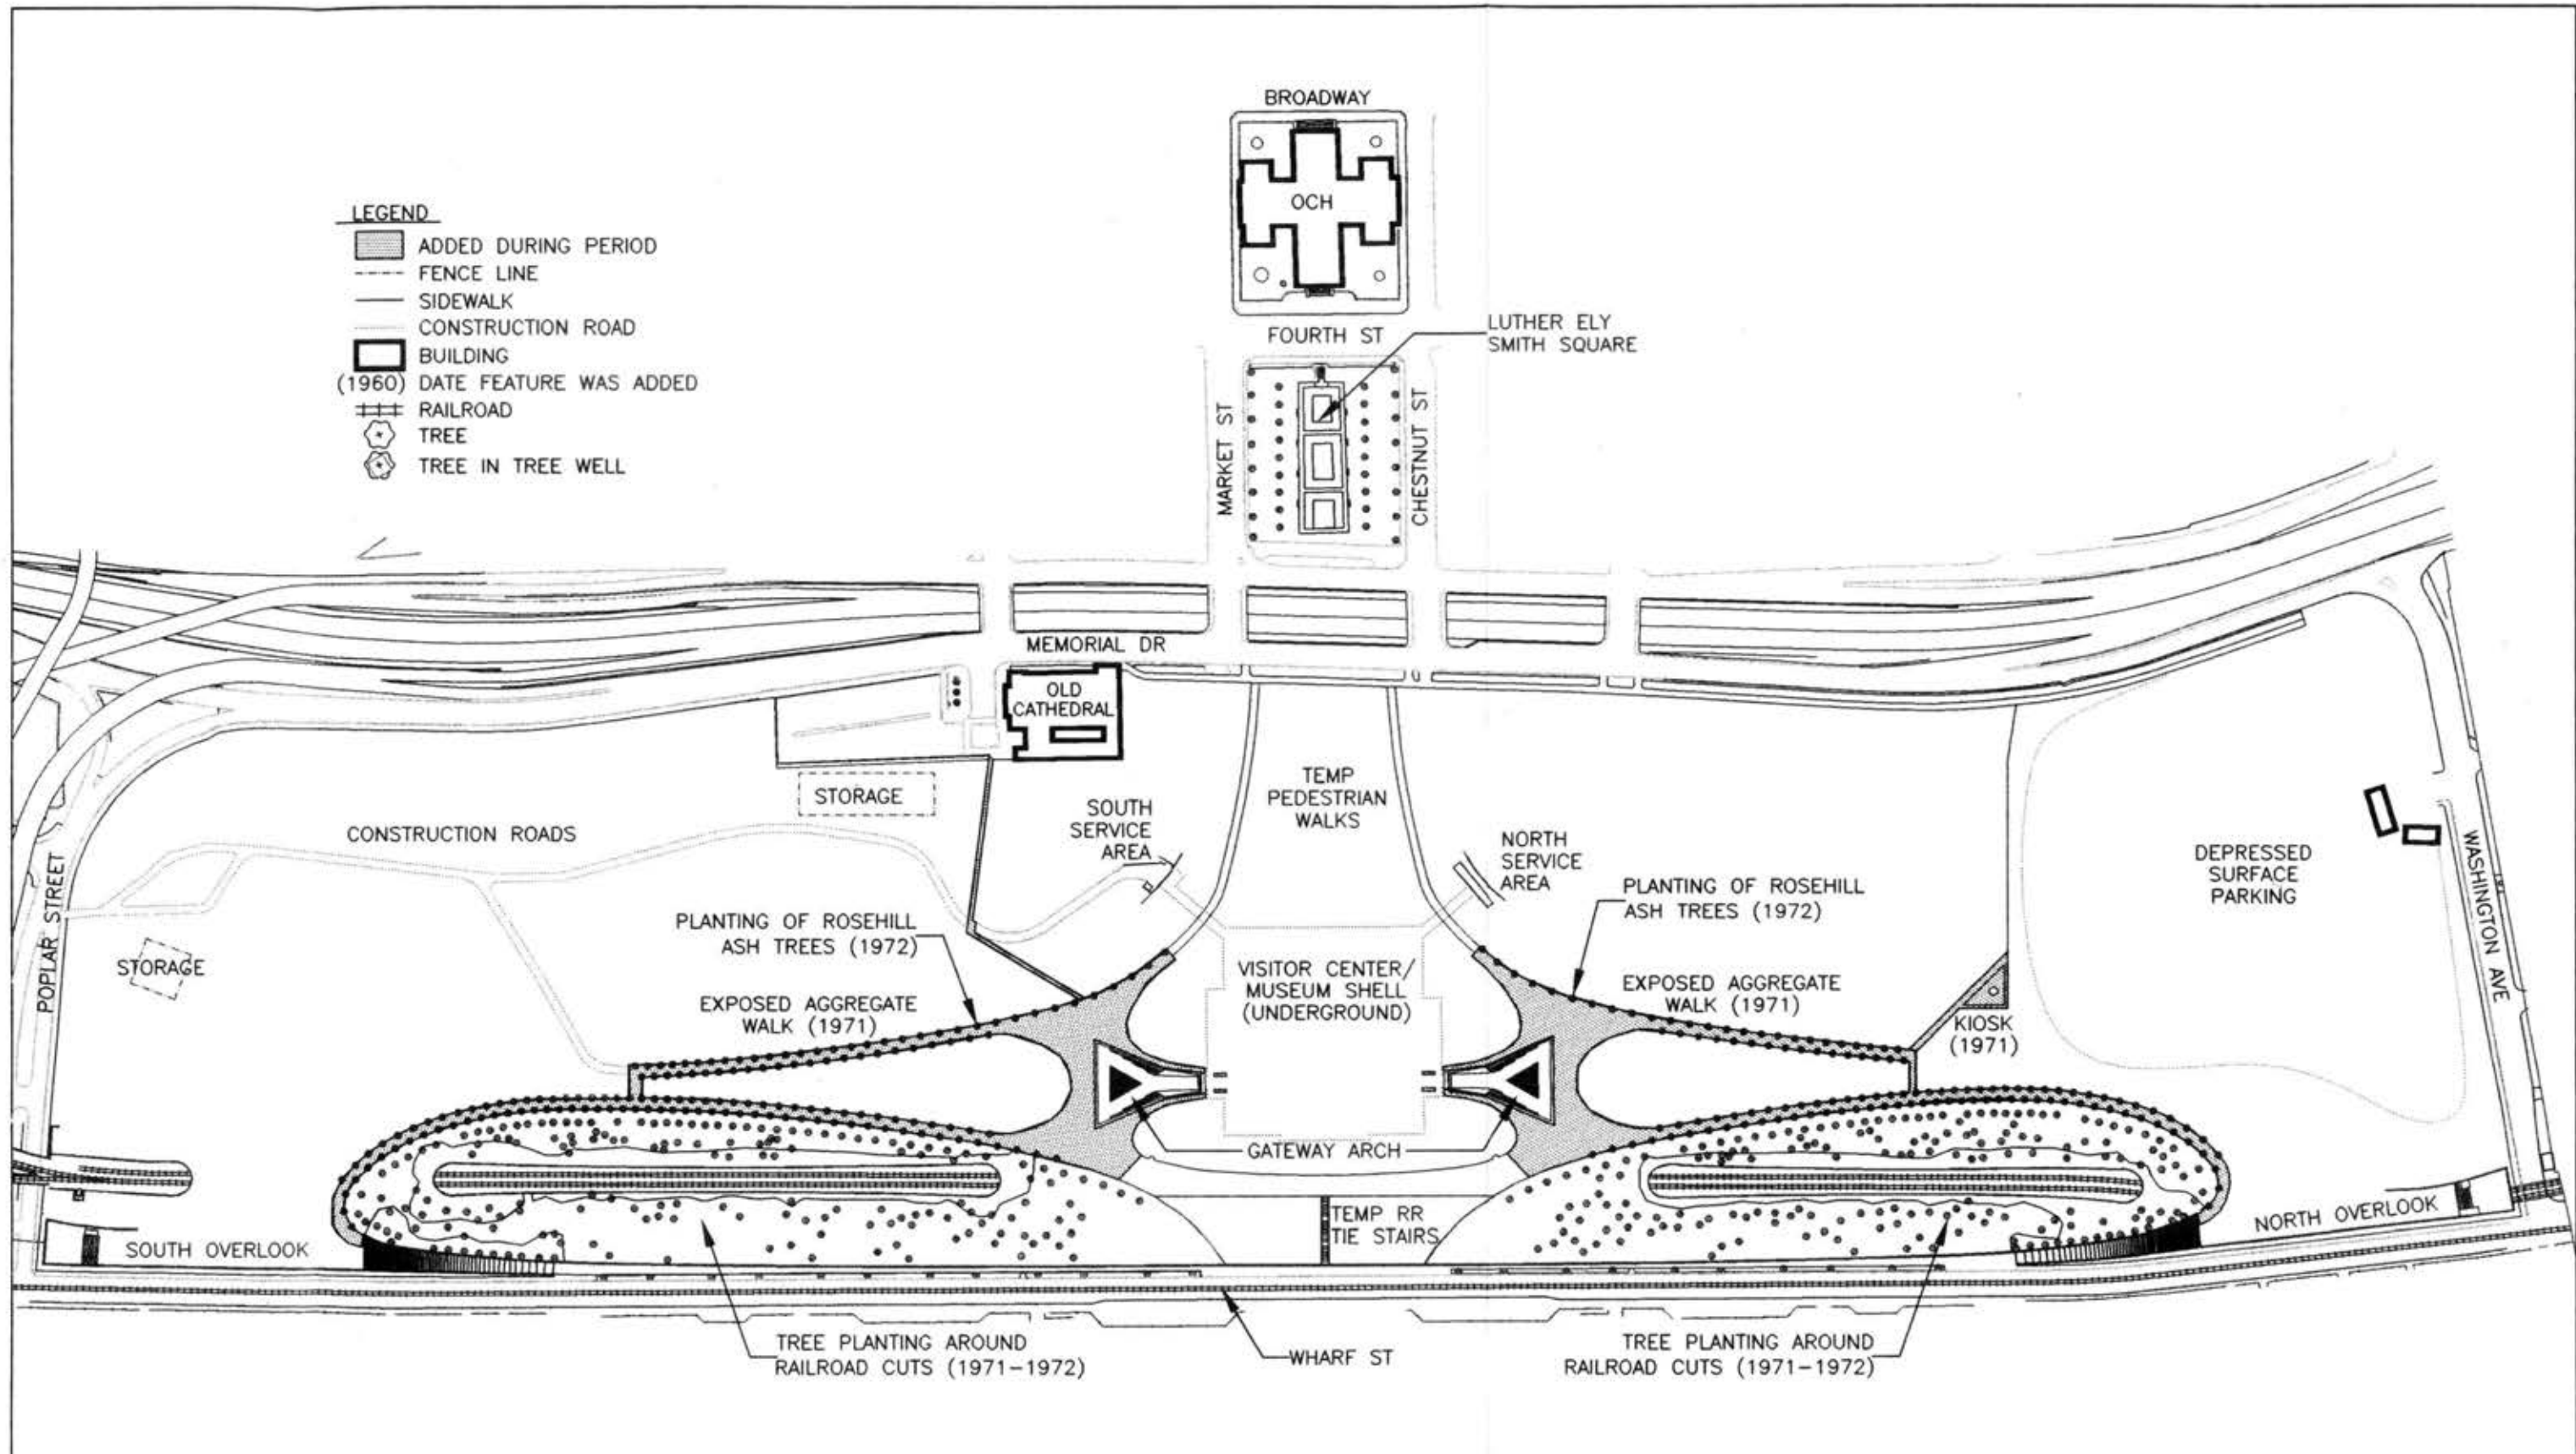 BROADWAY
OCH
FOURTH ST
LUTHER ELY
SMITH SQUARE
MARKET ST
CHESTNUT ST
LEGEND
ADDED DURING PERIOD
FENCE LINE
SIDEWALK
CONSTRUCTION ROAD
BUILDING
(1960) DATE FEATURE WAS ADDED
RAILROAD
TREE
TREE IN TREE WELL
MEMORIAL DR
OLD
CATHEDRAL
STORAGE
CONSTRUCTION ROADS
SOUTH
SERVICE
AREA
TEMP
PEDESTRIAN
WALKS
NORTH
SERVICE
AREA
DEPRESSED
SURFACE
PARKING
WASHINGTON AVE
POPLAR STREET
STORAGE
PLANTING OF ROSEHILL
ASH TREES (1972)
EXPOSED AGGREGATE
WALK (1971)
VISITOR CENTER/
MUSEUM SHELL
(UNDERGROUND)
PLANTING OF ROSEHILL
ASH TREES (1972)
EXPOSED AGGREGATE
WALK (1971)
KIOSK
(1971)
GATEWAY ARCH
SOUTH OVERLOOK
TEMP RR
TIE STAIRS
NORTH OVERLOOK
TREE PLANTING AROUND
RAILROAD CUTS (1971-1972)
WHARF ST
TREE PLANTING AROUND
RAILROAD CUTS (1971-1972)